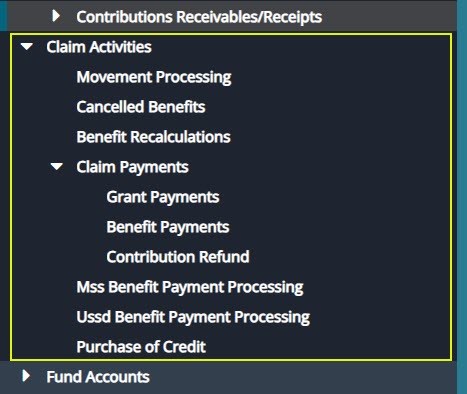 Contributions Receivables/Receipts
Claim Activities
Movement Processing
Cancelled Benefits
Benefit Recalculations
Claim Payments
Grant Payments
Benefit Payments
Contribution Refund
Mss Benefit Payment Processing
Ussd Benefit Payment Processing
Purchase of Credit
Fund Accounts